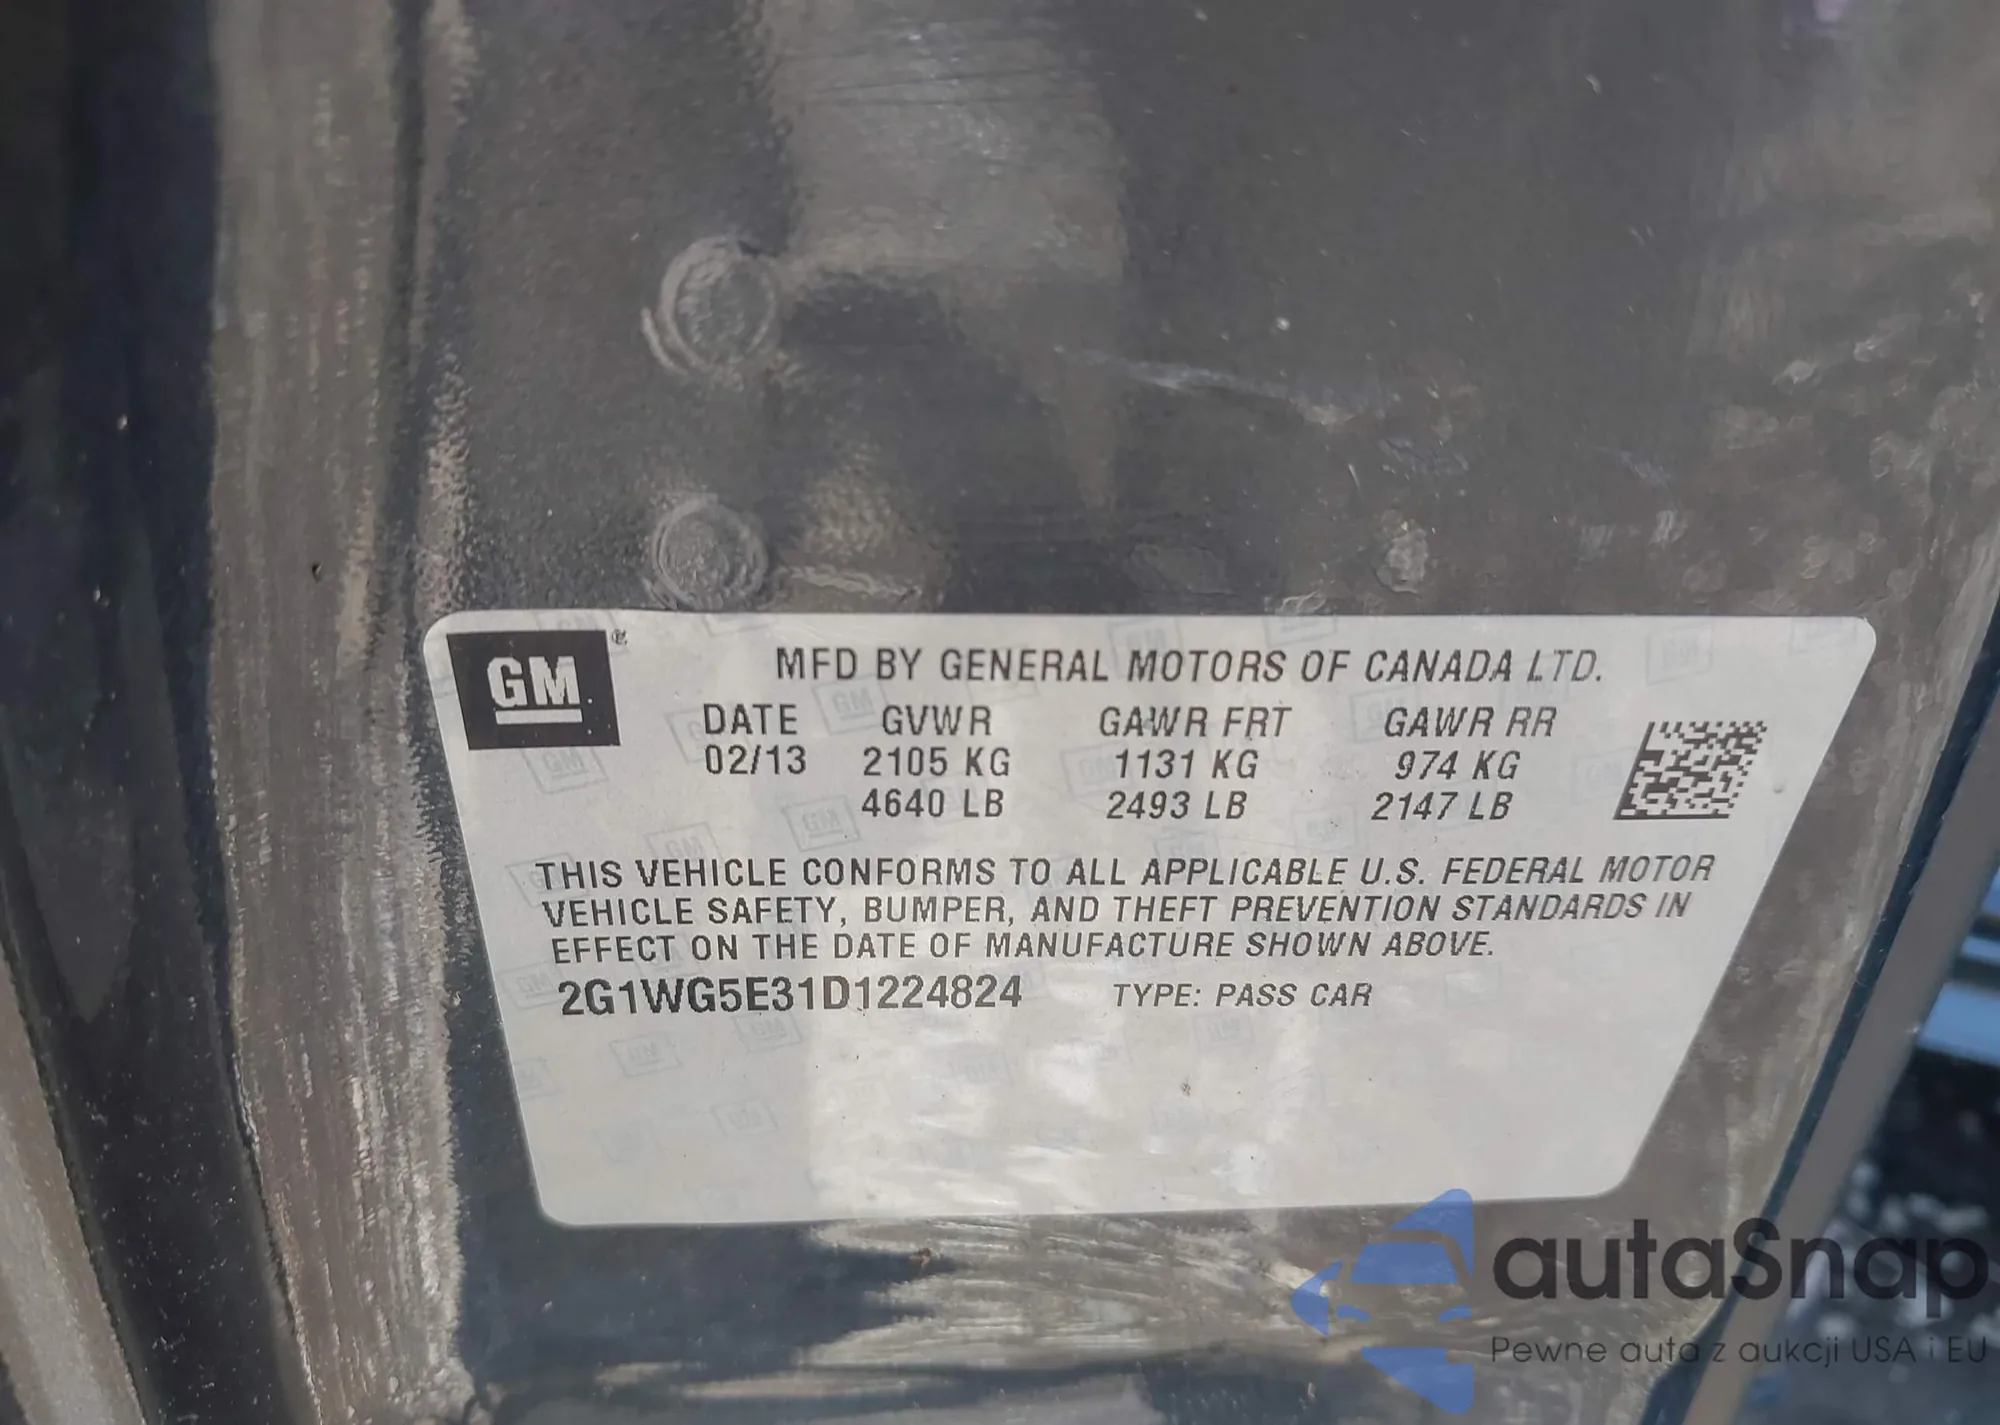 GM ®
MFD BY GENERAL MOTORS OF CANADA LTD.
DATE GVWR GAWR FRT GAWR RR
02/13 2105 KG 1131 KG 974 KG
4640 LB 2493 LB 2147 LB
THIS VEHICLE CONFORMS TO ALL APPLICABLE U.S. FEDERAL MOTOR
VEHICLE SAFETY, BUMPER, AND THEFT PREVENTION STANDARDS IN
EFFECT ON THE DATE OF MANUFACTURE SHOWN ABOVE.
2G1WG5E31D1224824 TYPE: PASS CAR
autaSnap
Pewne auta z aukcji USA i EU